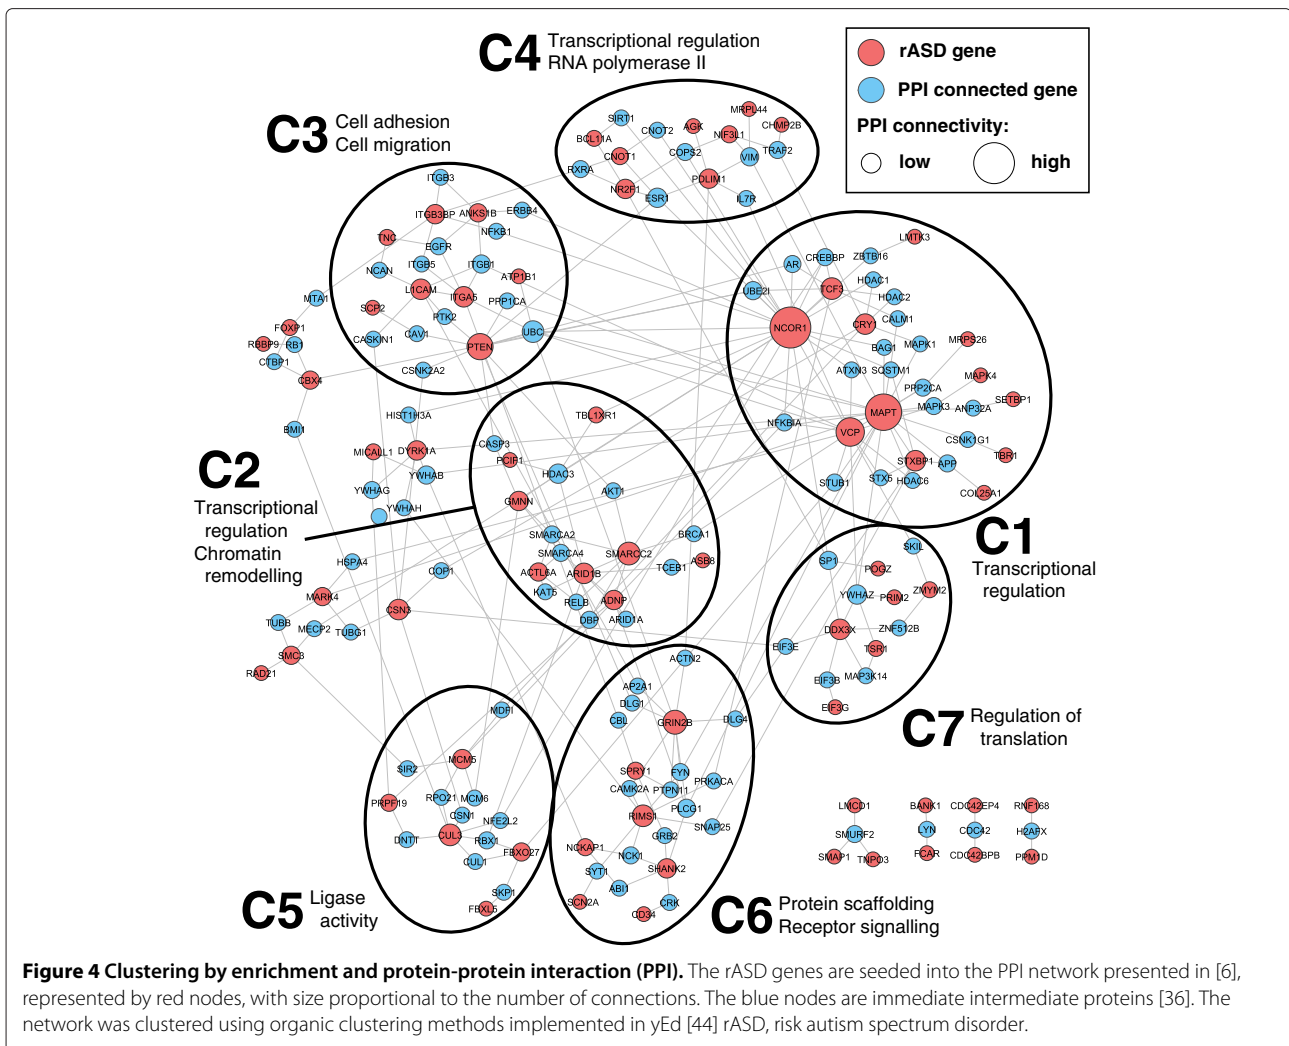 C4 Transcriptional regulation
RNA polymerase II
rASD gene
PPI connected gene
PPI connectivity:
low
high
C3 Cell adhesion
Cell migration
SIRT1
CNOT2
AGK
MRPL44
CHMP2B
BCL11A
NIF3L1
CNOT1
COPS2
VIM
TRAF2
RXRA
NR2F1
PDLIM1
ESR1
IL7R
ITGB3
ITGB3BP
ANKS1B
ERBB4
NFKB1
TNC
EGFR
NCAN
ITGB5
ITGB1
ATP1B1
L1CAM
ITGA5
PPP1CA
SCP2
PTK2
CASKIN1
CAV1
UBC
PTEN
CSNK2A2
MTA1
FOXP1
RBBP9
RB1
CTBP1
CBX4
BMI1
LMTK3
AR
CREBBP
ZBTB16
UBE2I
TCF3
HDAC1
HDAC2
NCOR1
CRY1
CALM1
BAG1
MAPK1
MRPS26
ATXN3
SQSTM1
PPP2CA
MAPK4
MAPT
MAPK3
ANP32A
SETBP1
NFKBIA
VCP
CSNK1G1
STXBP1
APP
TBR1
STUB1
STX5
HDAC6
COL25A1
C1
Transcriptional
regulation
HIST1H3A
MICALL1
DYRK1A
YWHAB
YWHAG
YWHAH
C2
Transcriptional
regulation
Chromatin
remodelling
TBL1XR1
CASP3
PCIF1
HDAC3
GMNN
AKT1
SMARCA2
SMARCA4
SMARCC2
BRCA1
ACTL6A
ARID1B
TCEB1
ASB8
KAT5
RELB
ADNP
DBP
ARID1A
HSPA4
COP1
MARK4
CSN3
TUBB
MECP2
TUBG1
SMC3
RAD21
SP1
SKIL
POGZ
YWHAZ
PRIM2
ZMYM2
DDX3X
ZNF512B
EIF3E
TSR1
EIF3B
MAP3K14
EIF3G
C7 Regulation of
translation
MDFI
SIR2
MCM5
PRPF19
RPO21
MCM6
CSN1
NFE2L2
DNTT
CUL3
RBX1
FBXO27
CUL1
SKP1
FBXL5
C5 Ligase
activity
ACTN2
AP2A1
DLG1
CBL
GRIN2B
DLG4
SPRY1
FYN
CAMK2A
PTPN11
PRKACA
RIMS1
PLCG1
SNAP25
GRB2
NCKAP1
NCK1
SYT1
SHANK2
ABI1
SCN2A
CRK
CD34
C6 Protein scaffolding
Receptor signalling
LMCD1
BANK1
CDC42EP4
RNF168
SMURF2
LYN
CDC42
H2AFX
SMAP1
TNPO3
FCAR
CDC42BPB
PPM1D
Figure 4 Clustering by enrichment and protein-protein interaction (PPI). The rASD genes are seeded into the PPI network presented in [6],
represented by red nodes, with size proportional to the number of connections. The blue nodes are immediate intermediate proteins [36]. The
network was clustered using organic clustering methods implemented in yEd [44] rASD, risk autism spectrum disorder.